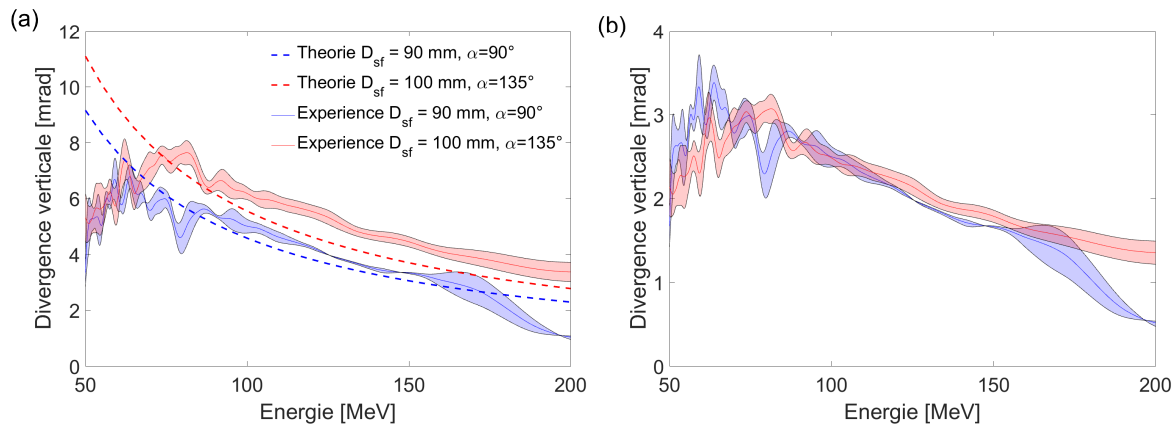 (a)
Divergence verticale [mrad]
12
10
8
6
4
2
0
50
100
150
200
Energie [MeV]
Theorie D_sf = 90 mm, α=90°
Theorie D_sf = 100 mm, α=135°
Experience D_sf = 90 mm, α=90°
Experience D_sf = 100 mm, α=135°
(b)
Divergence verticale [mrad]
4
3
2
1
0
50
100
150
200
Energie [MeV]